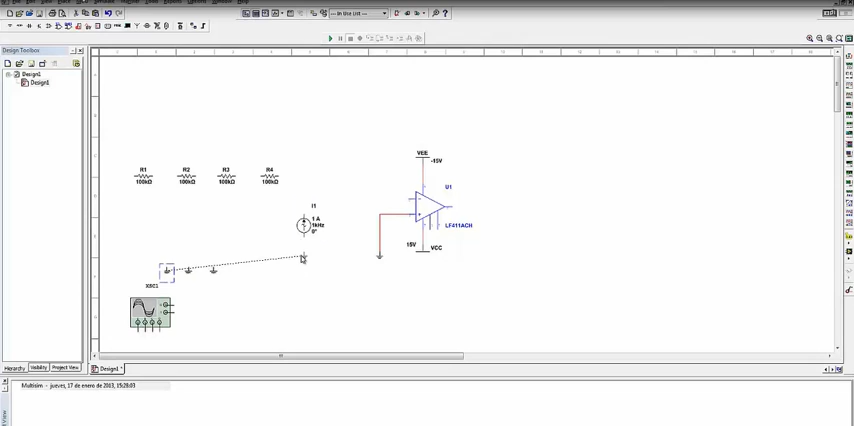 --- In the List ---
Design Toolbox
Design1
Design1
VEE
-15V
R1
R2
R3
R4
100kΩ
100kΩ
100kΩ
100kΩ
U1
I1
1 A
1kHz
0°
LF411ACH
15V
VCC
XSC1
Hierarchy
Visibility
Project View
Design1 *
Multisim - jueves, 17 de enero de 2013, 15:28:03